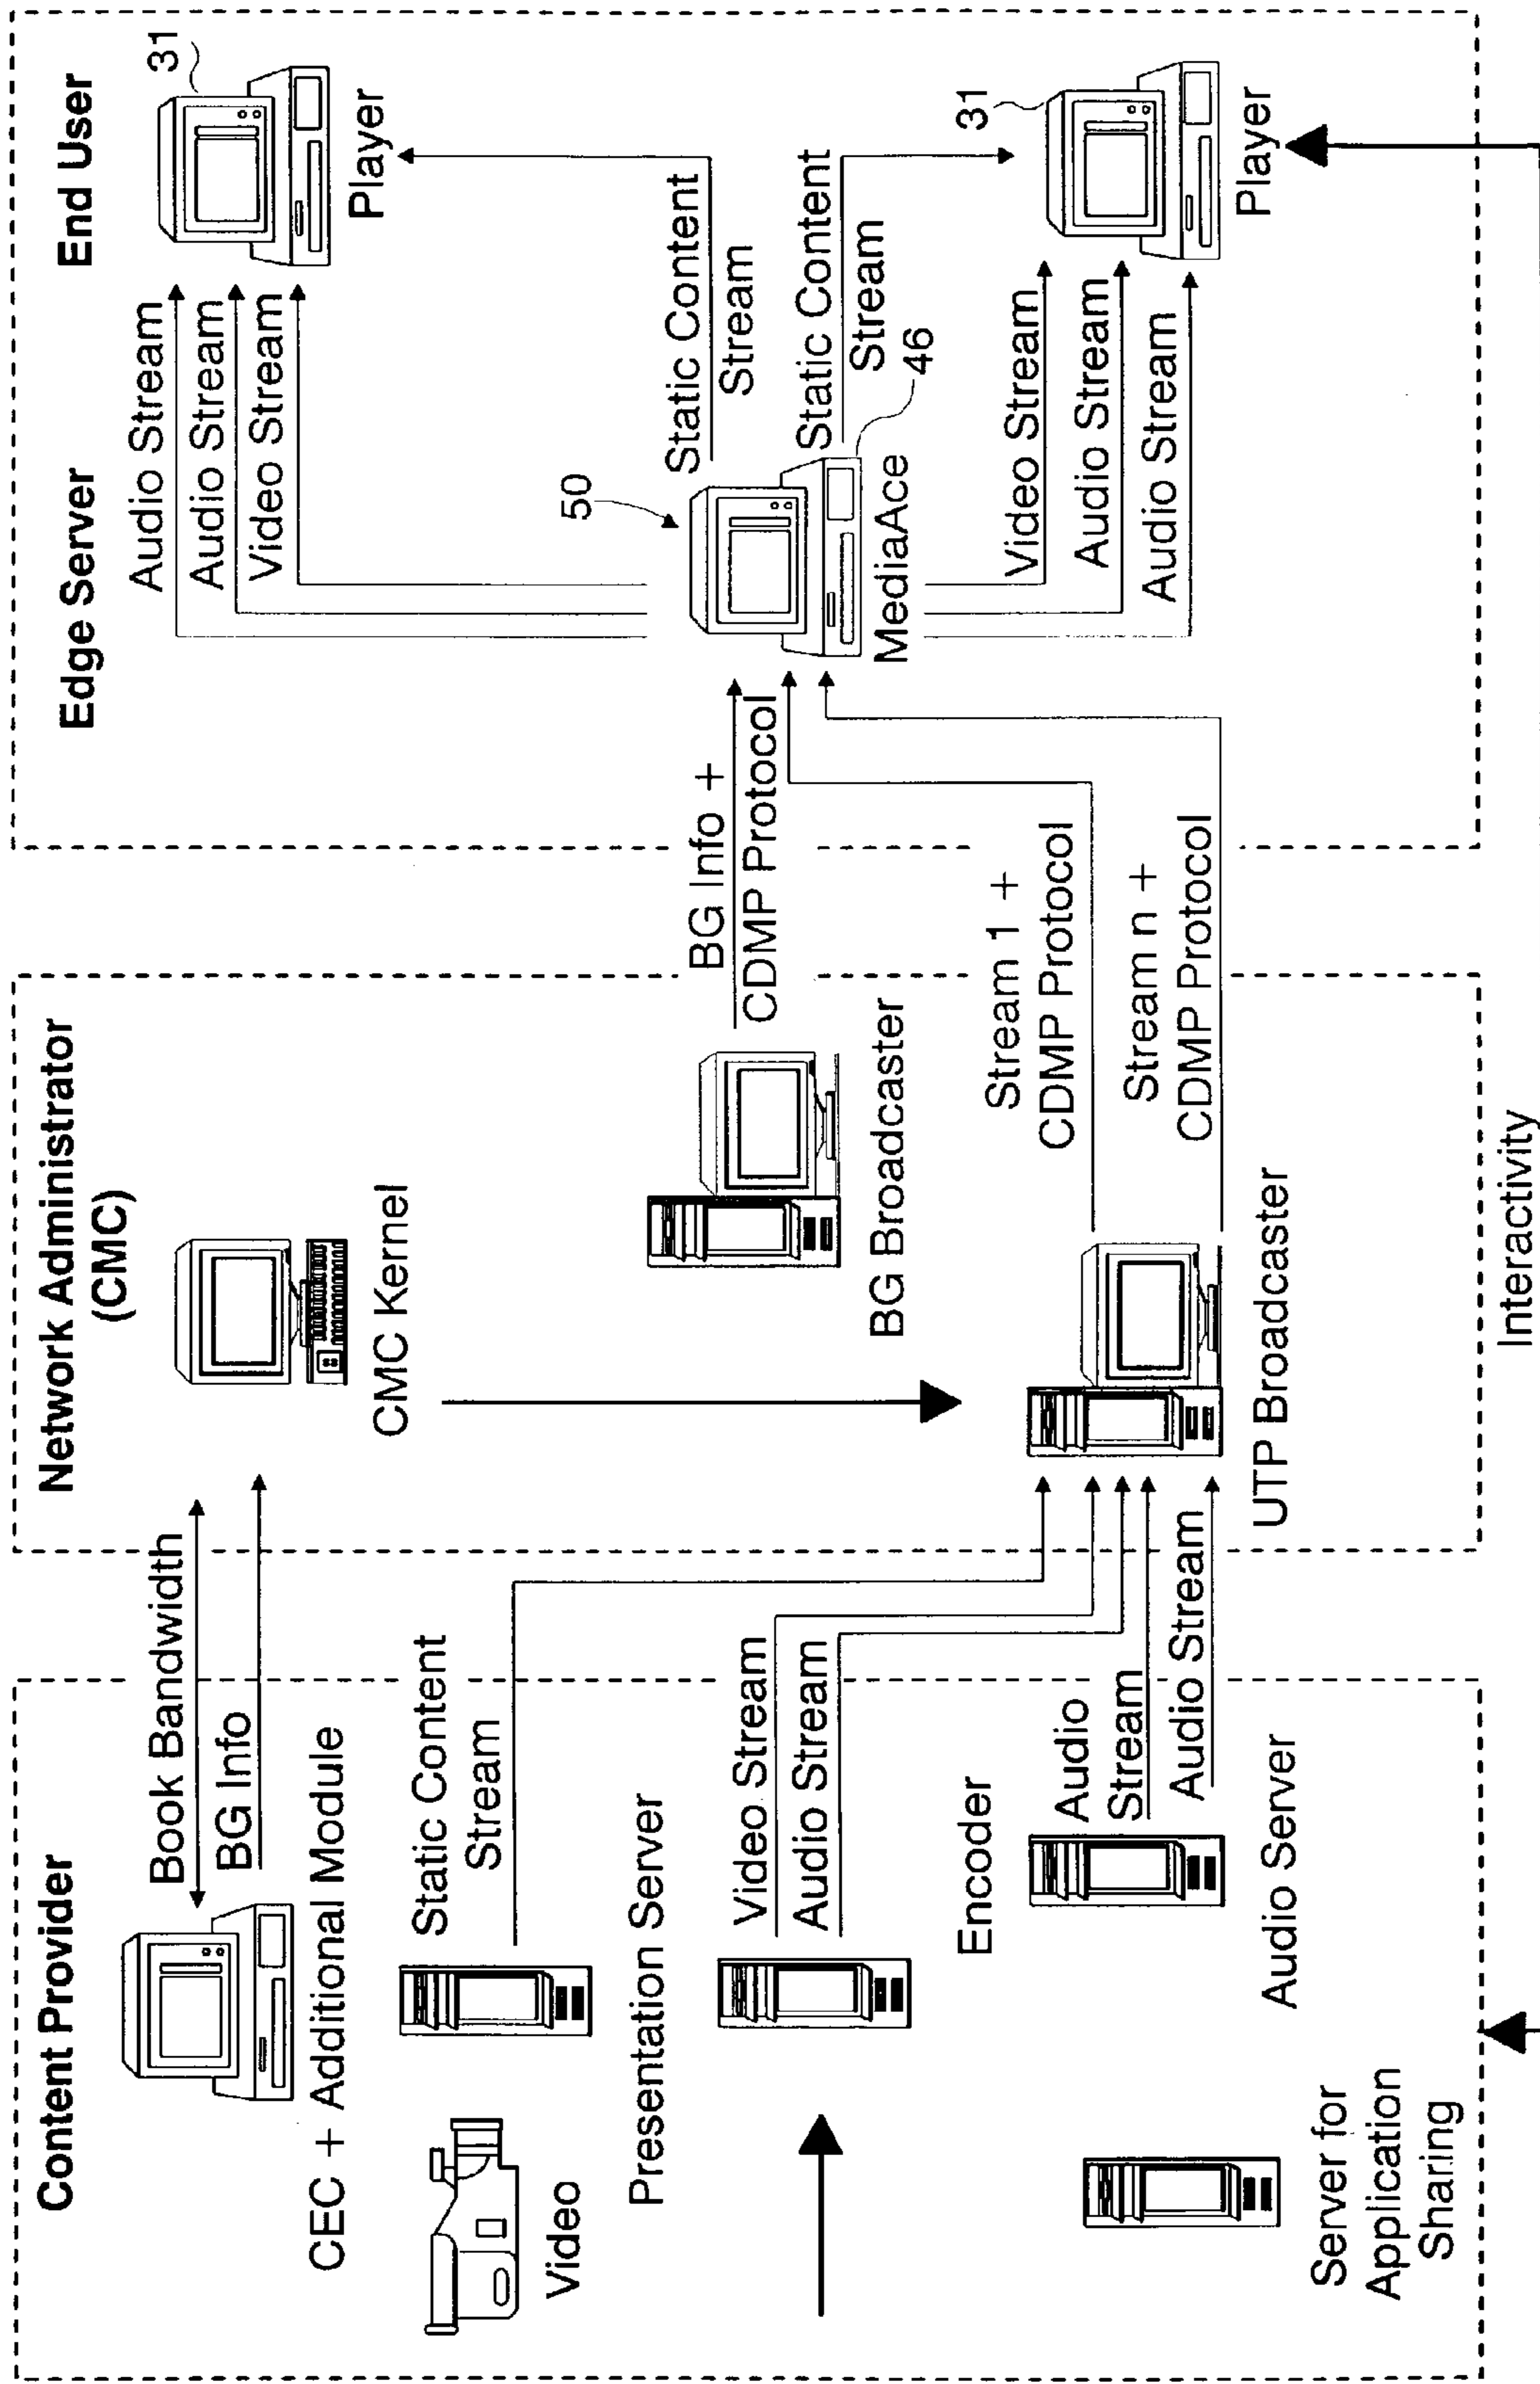 Content Provider
Book Bandwidth
BG Info
CEC + Additional Module
Static Content
Stream
Video
Presentation Server
Video Stream
Audio Stream
Encoder
Audio
Stream
Audio Stream
Audio Server
Server for
Application
Sharing
Network Administrator
(CMC)
CMC Kernel
BG Broadcaster
UTP Broadcaster
BG Info +
CDMP Protocol
Stream 1 +
CDMP Protocol
Stream n +
CDMP Protocol
Interactivity
Edge Server
End User
Audio Stream
Audio Stream
Video Stream
31
Player
50
Static Content
Stream
Static Content
Stream
46
MediaAce
Video Stream
Audio Stream
Audio Stream
31
Player